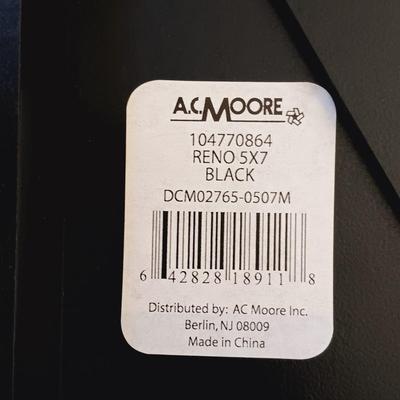 A.C. MOORE
104770864
RENO 5X7
BLACK
DCM02765-0507M
6 42828 18911 8
Distributed by: AC Moore Inc.
Berlin, NJ 08009
Made in China